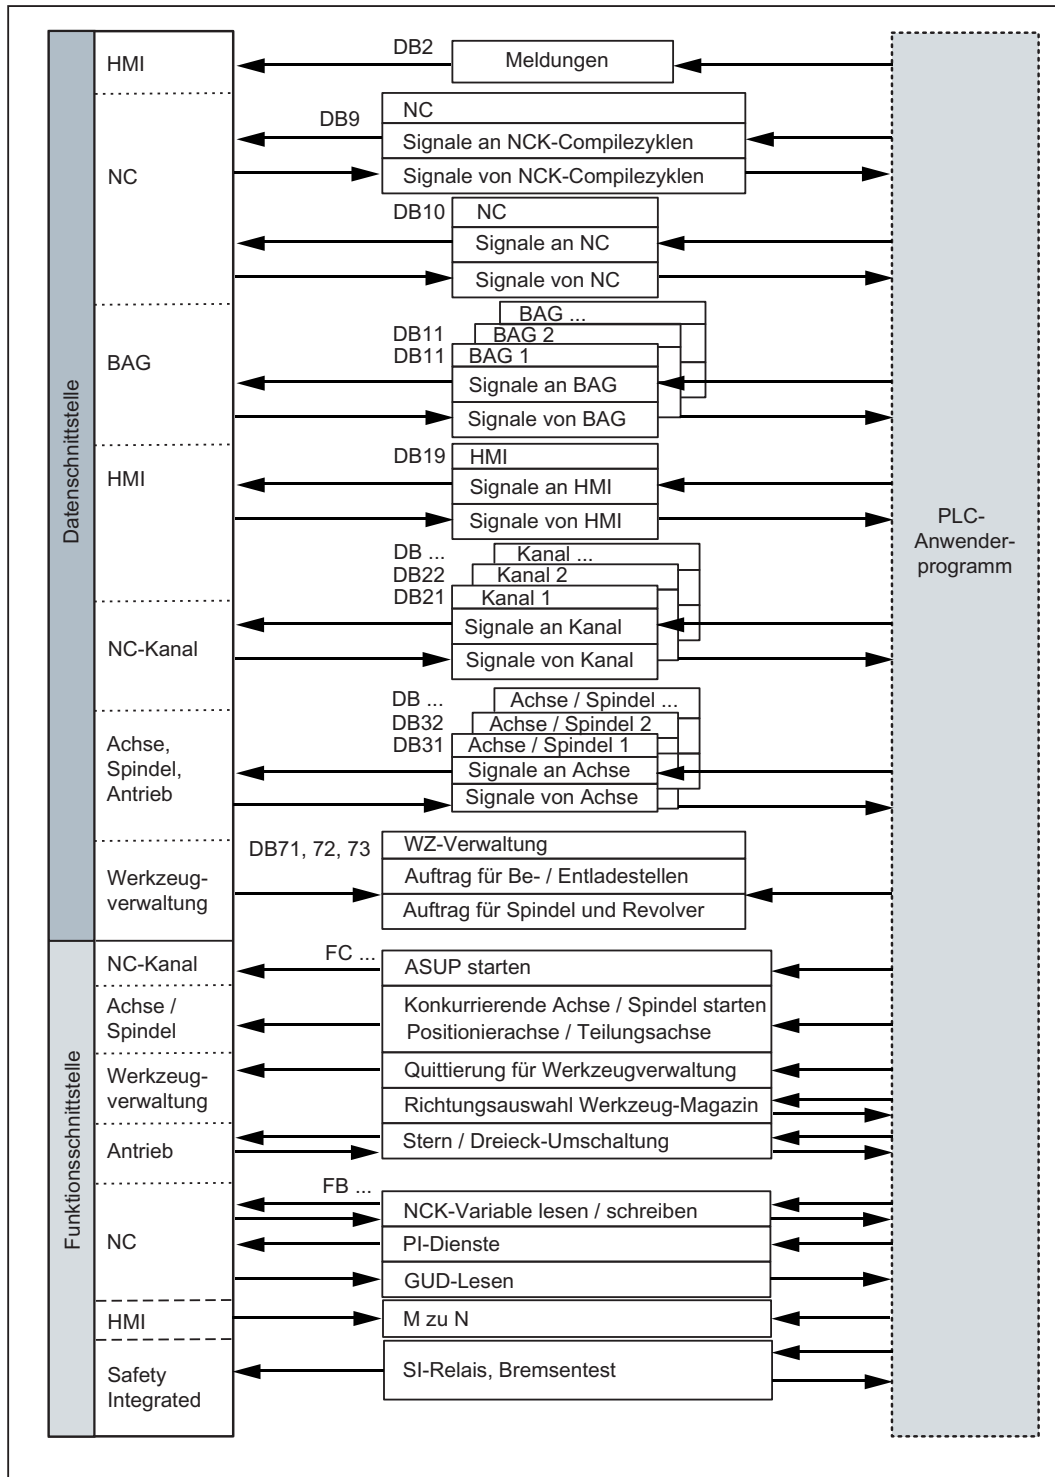 Datenschnittstelle
HMI
DB2
Meldungen
NC
DB9
NC
Signale an NCK-Compilezyklen
Signale von NCK-Compilezyklen
DB10
NC
Signale an NC
Signale von NC
BAG
BAG ...
DB11
BAG 2
DB11
BAG 1
Signale an BAG
Signale von BAG
HMI
DB19
HMI
Signale an HMI
Signale von HMI
PLC-
Anwender-
programm
NC-Kanal
DB ...
Kanal ...
DB22
Kanal 2
DB21
Kanal 1
Signale an Kanal
Signale von Kanal
Achse,
Spindel,
Antrieb
DB ...
Achse / Spindel ...
DB32
Achse / Spindel 2
DB31
Achse / Spindel 1
Signale an Achse
Signale von Achse
Werkzeug-
verwaltung
DB71, 72, 73
WZ-Verwaltung
Auftrag für Be- / Entladestellen
Auftrag für Spindel und Revolver
Funktionsschnittstelle
NC-Kanal
FC ...
ASUP starten
Achse /
Spindel
Konkurrierende Achse / Spindel starten
Positionierachse / Teilungsachse
Werkzeug-
verwaltung
Quittierung für Werkzeugverwaltung
Richtungsauswahl Werkzeug-Magazin
Antrieb
Stern / Dreieck-Umschaltung
NC
FB ...
NCK-Variable lesen / schreiben
PI-Dienste
GUD-Lesen
HMI
M zu N
Safety
Integrated
SI-Relais, Bremsentest